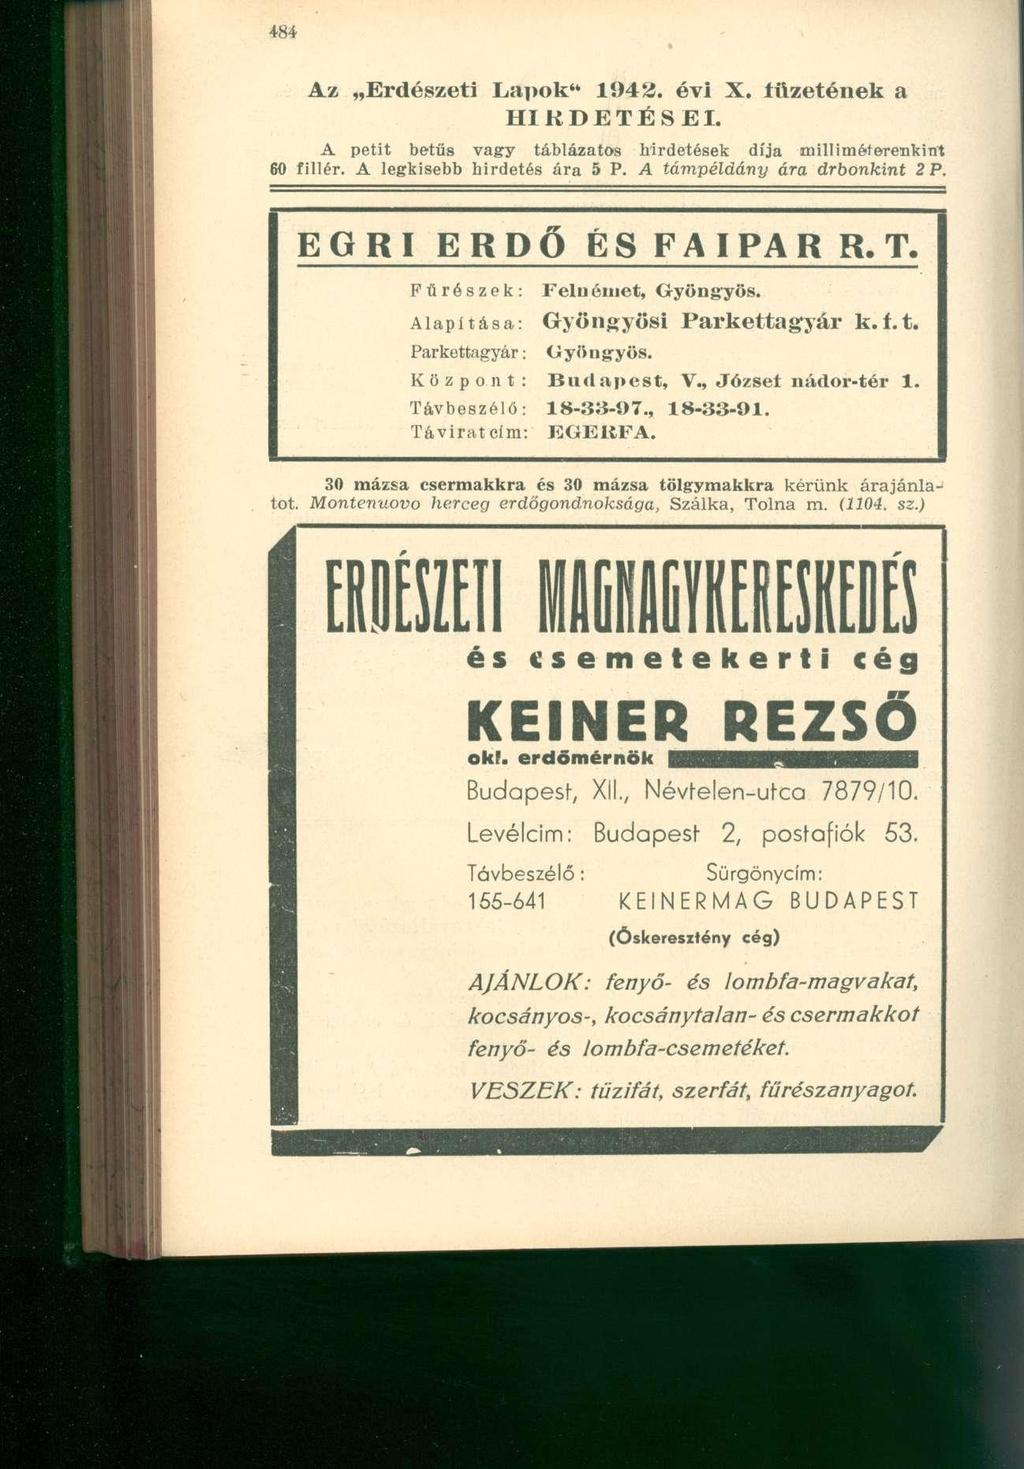 484
Az „Erdészeti Lapok“ 1942. évi X. füzetének a
HIRDETÉSEI.
A petit betűs vagy táblázatos hirdetések díja milliméterenkint
60 fillér. A legkisebb hirdetés ára 5 P. A támpéldány ára drbonkint 2 P.
EGRI ERDŐ ÉS FAIPAR R. T.
Fűrészek: Felnémet, Gyöngyös.
Alapítása: Gyöngyösi Parkettagyár k. f. t.
Parkettagyár: Gyöngyös.
Központ: Budapest, V., József nádor-tér 1.
Távbeszélő: 18-33-97., 18-33-91.
Táviratcím: EGERFA.
30 mázsa csermakkra és 30 mázsa tölgymakkra kérünk árajánla-
tot. Montenuovo herceg erdőgondnoksága, Szálka, Tolna m. (1104. sz.)
ERDÉSZETI MAGNAGYKERESKEDÉS
és csemetekerti cég
KEINER REZSŐ
okl. erdőmérnök
Budapest, XII., Névtelen-utca 7879/10.
Levélcim: Budapest 2, postafiók 53.
Távbeszélő: Sürgönycím:
155-641 KEINERMAG BUDAPEST
(Őskeresztény cég)
AJÁNLOK: fenyő- és lombfa-magvakat,
kocsányos-, kocsánytalan- és csermakkot
fenyő- és lombfa-csemetéket.
VESZEK: tűzifát, szerfát, fűrészanyagot.